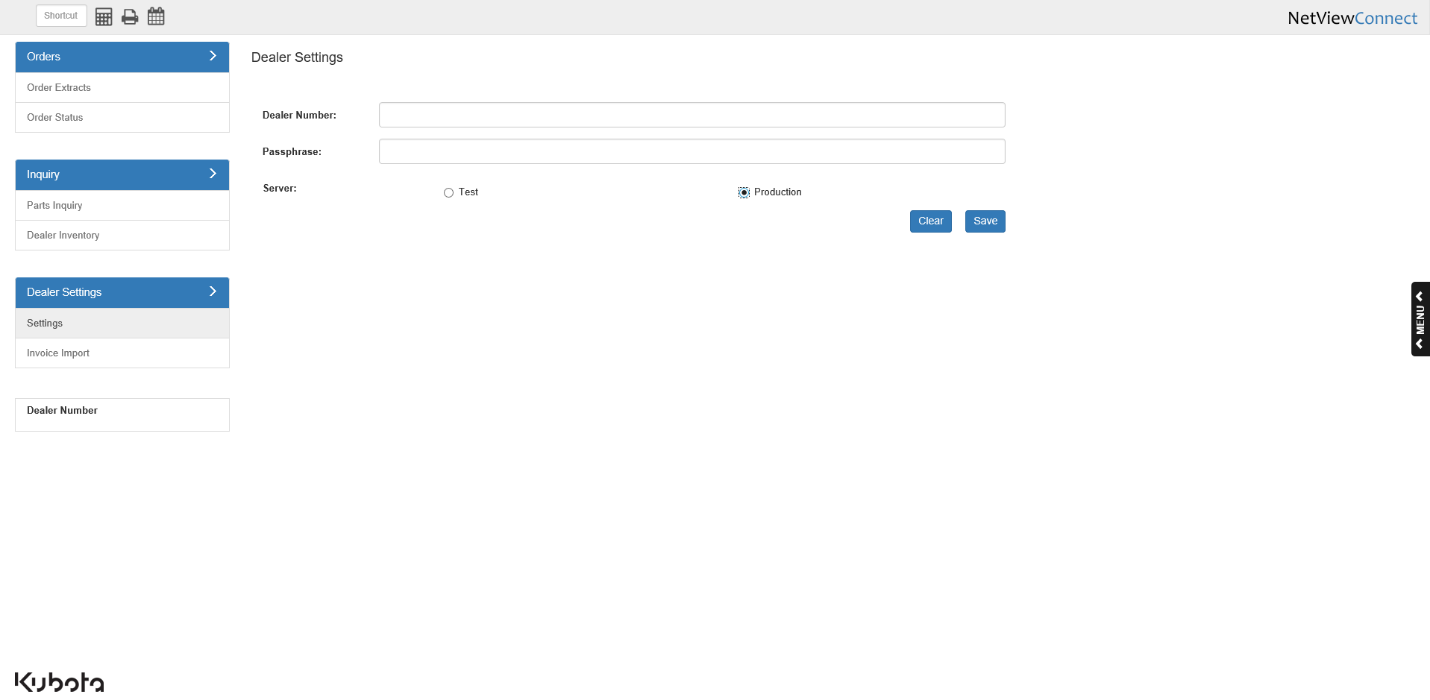 Shortcut
NetViewConnect
Orders
Order Extracts
Order Status
Inquiry
Parts Inquiry
Dealer Inventory
Dealer Settings
Settings
Invoice Import
Dealer Number
Dealer Settings
Dealer Number:
Passphrase:
Server:
Test
Production
Clear
Save
MENU
Kubota